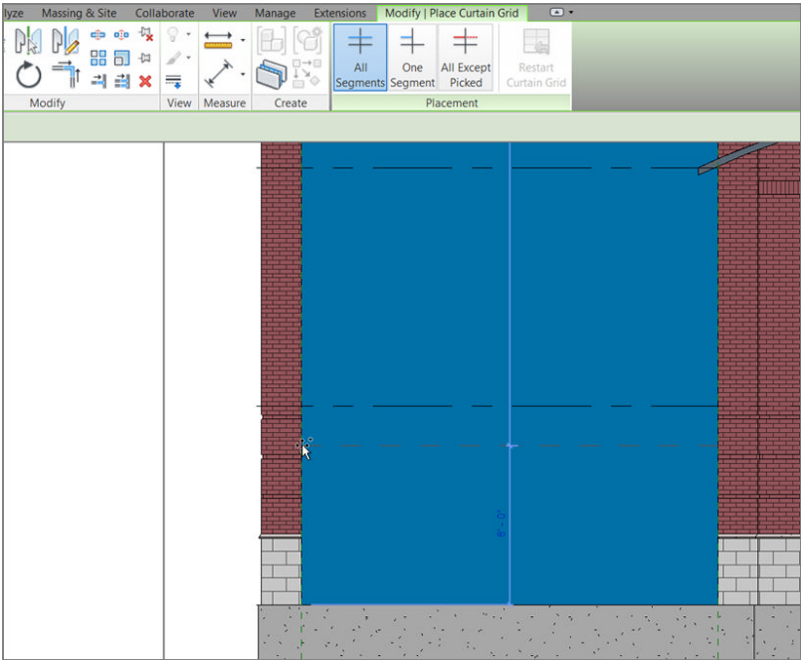 lyze Massing & Site Collaborate View Manage Extensions Modify | Place Curtain Grid
All Segments
One Segment
All Except Picked
Restart Curtain Grid
Modify View Measure Create Placement
8' - 0"